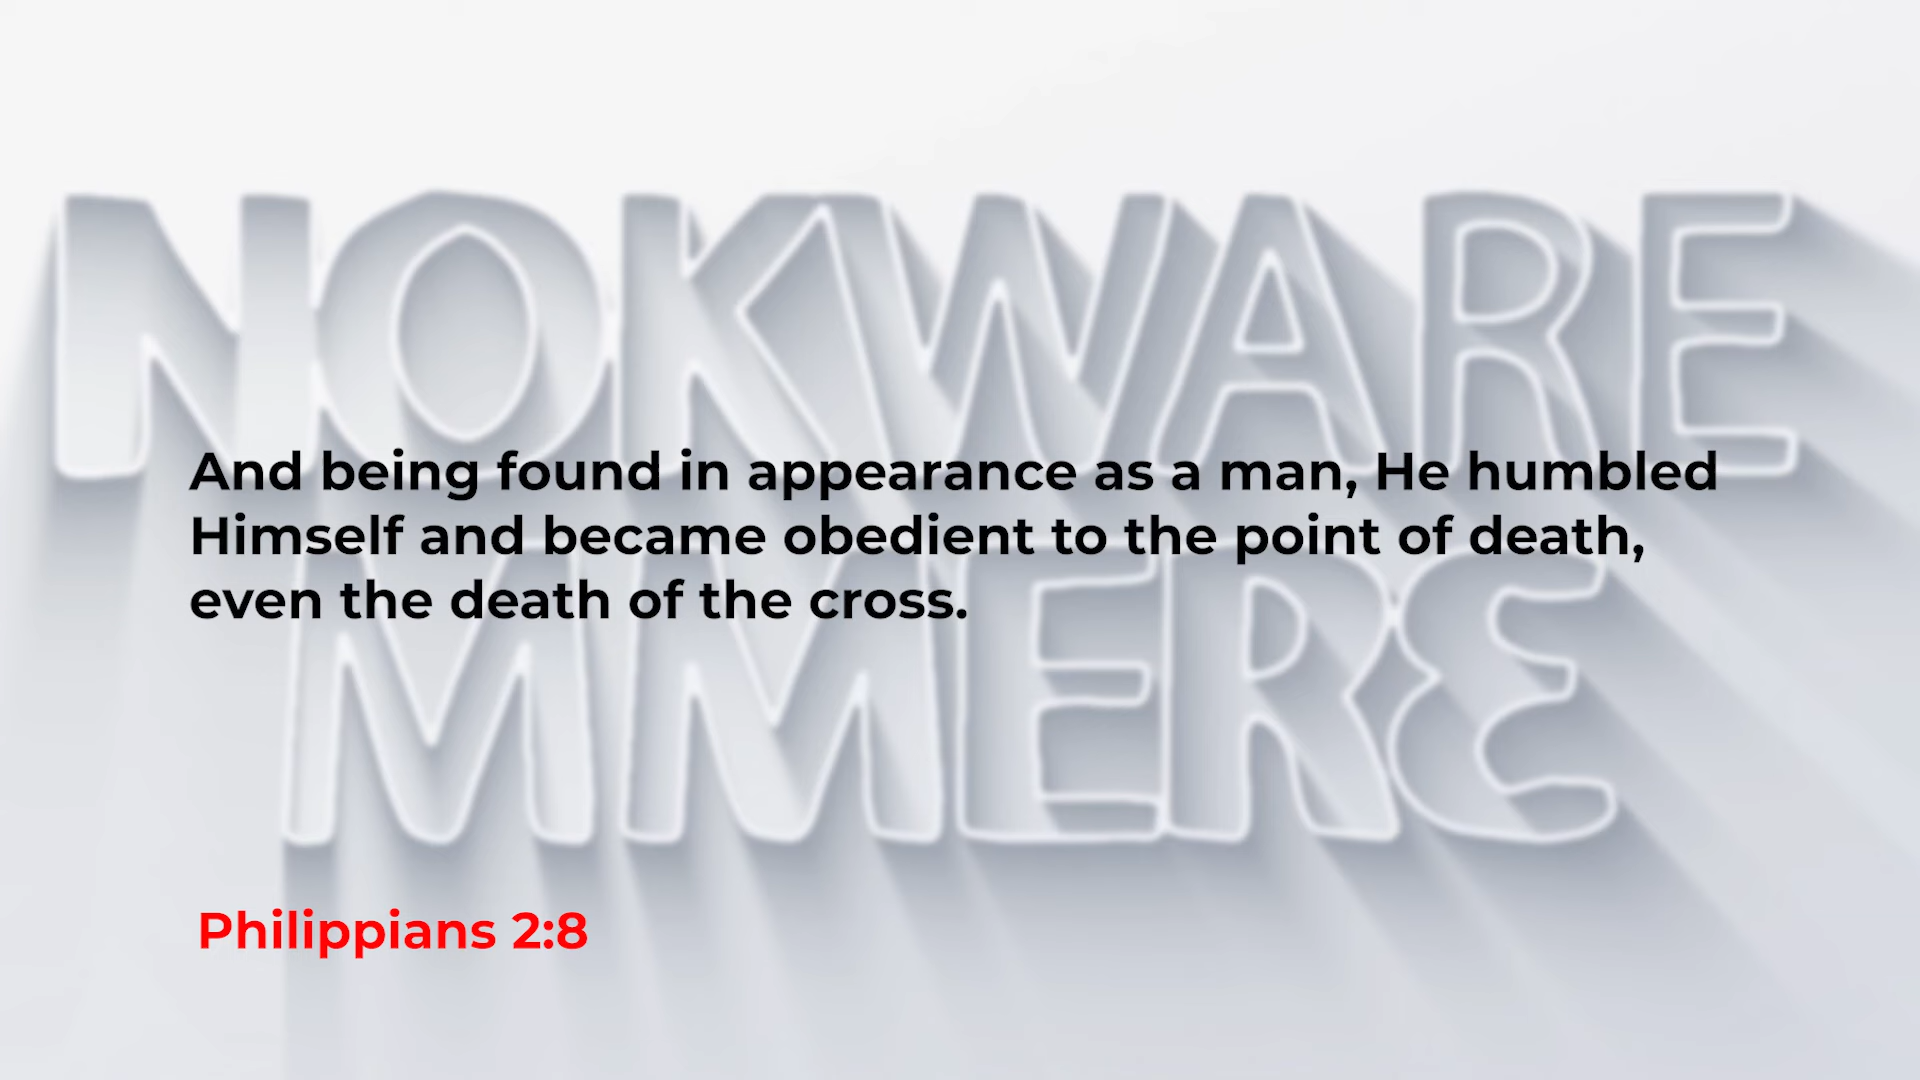 NOKWARE
And being found in appearance as a man, He humbled
Himself and became obedient to the point of death,
even the death of the cross.
MMERƐ
Philippians 2:8